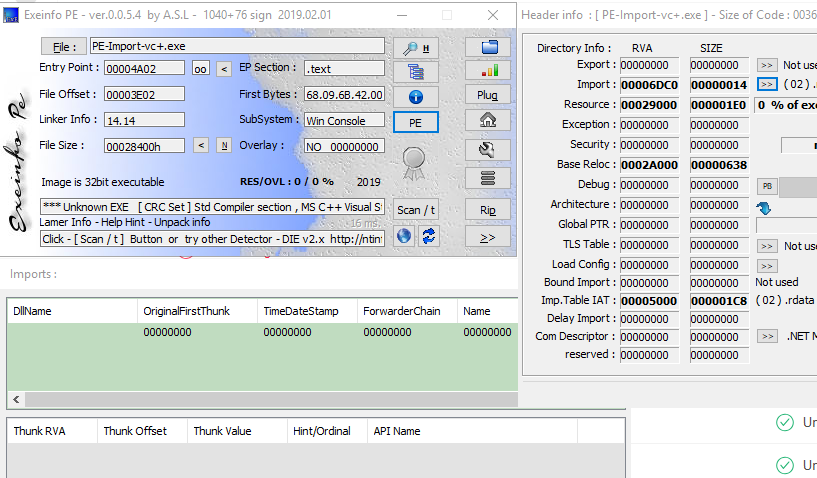 Exeinfo PE - ver.0.0.5.4 by A.S.L - 1040+76 sign 2019.02.01
Exeinfo Pe
File : PE-Import-vc+.exe H
Entry Point : 00004A02 oo < EP Section : .text
File Offset : 00003E02 First Bytes : 68.09.6B.42.00 Plug
Linker Info : 14.14 SubSystem : Win Console PE
File Size : 00028400h < N Overlay : NO 00000000
Image is 32bit executable RES/OVL : 0 / 0 % 2019
*** Unknown EXE [ CRC Set ] Std Compiler section , MS C++ Visual S Scan / t Rip
Lamer Info - Help Hint - Unpack info 16 ms.
Click - [ Scan / t ] Button or try other Detector - DIE v2.x http://ntin >>
Header info : [ PE-Import-vc+.exe ] - Size of Code : 0036
Directory Info : RVA SIZE
Export : 00000000 00000000 >> Not used
Import : 00006DC0 00000014 >> ( 02 ) .
Resource : 00029000 000001E0 0 % of exe
Exception : 00000000 00000000
Security : 00000000 00000000
Base Reloc : 0002A000 00000638
Debug : 00000000 00000000 PB
Architecture : 00000000 00000000
Global PTR : 00000000 00000000
TLS Table : 00000000 00000000 >> Not use
Load Config : 00000000 00000000 >>
Bound Import : 00000000 00000000 Not used
Imp.Table IAT : 00005000 000001C8 ( 02 ) .rdata
Delay Import : 00000000 00000000
Com Descriptor : 00000000 00000000 >> .NET M
reserved : 00000000 00000000
Imports :
DllName OriginalFirstThunk TimeDateStamp ForwarderChain Name
00000000 00000000 00000000 00000000
Thunk RVA Thunk Offset Thunk Value Hint/Ordinal API Name
Un
Un